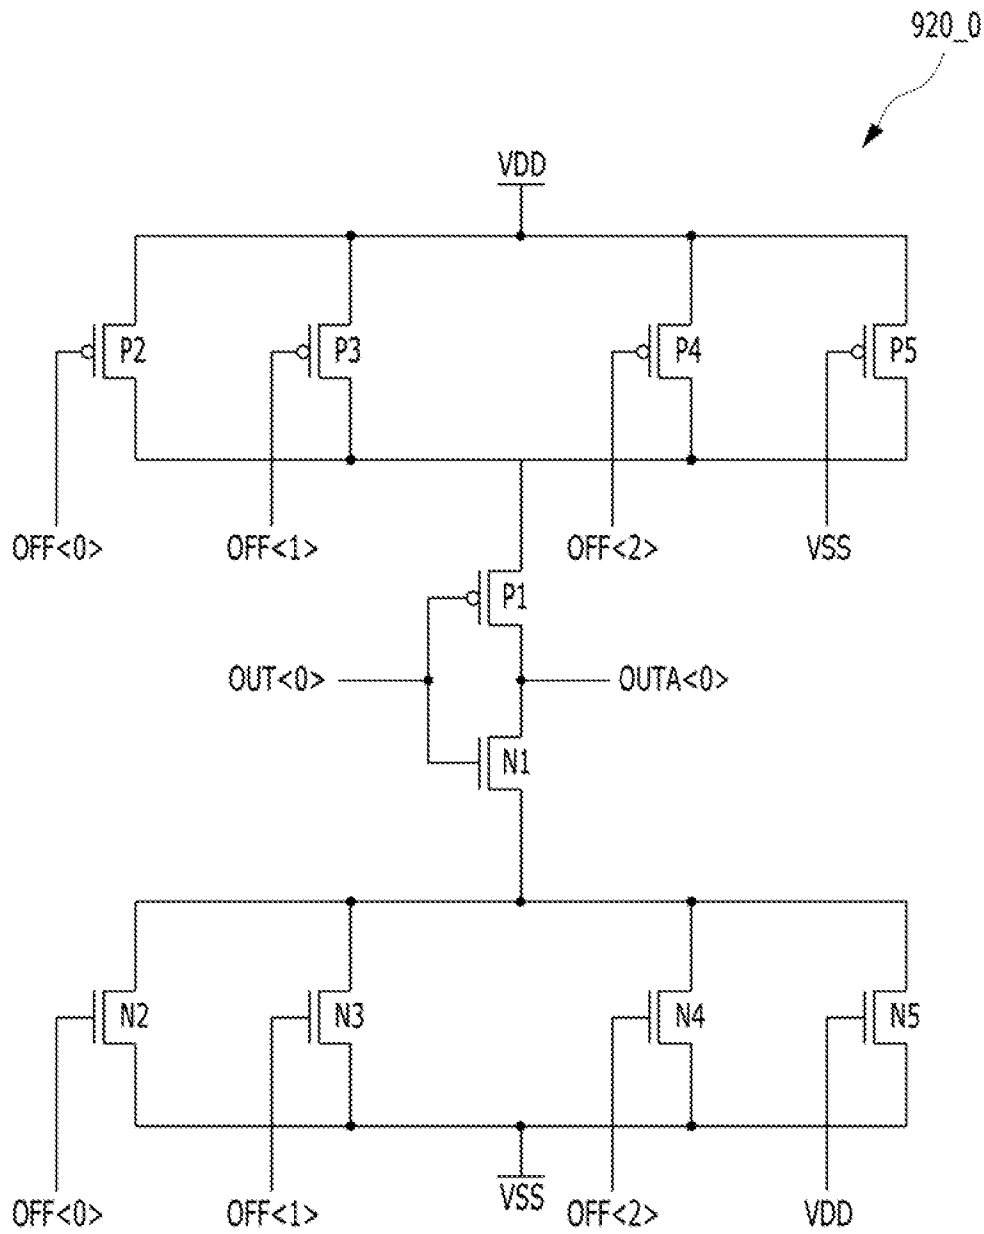 920_0
VDD
P2 P3 P4 P5
OFF<0> OFF<1> OFF<2> VSS
P1
OUT<0> OUTA<0>
N1
N2 N3 N4 N5
VSS
OFF<0> OFF<1> OFF<2> VDD